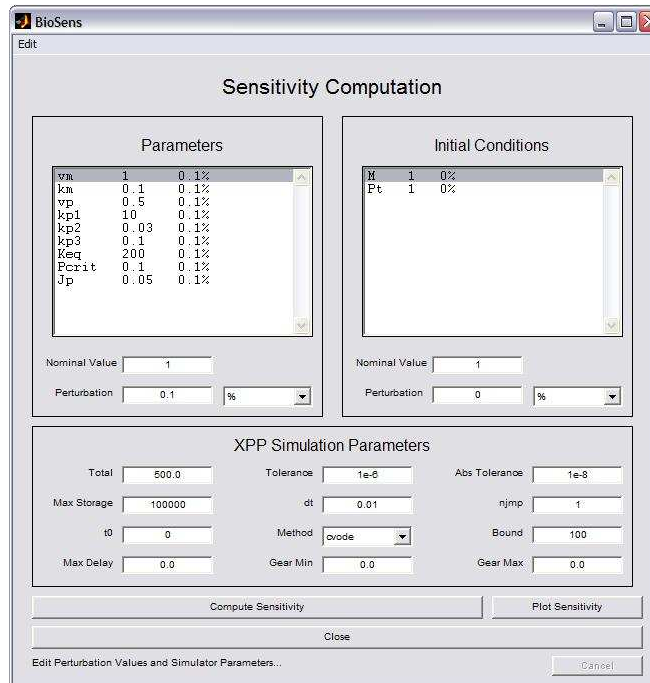 BioSens
Edit
Sensitivity Computation
Parameters
vm 1 0.1%
km 0.1 0.1%
vp 0.5 0.1%
kp1 10 0.1%
kp2 0.03 0.1%
kp3 0.1 0.1%
Keq 200 0.1%
Pcrit 0.1 0.1%
Jp 0.05 0.1%
Nominal Value 1
Perturbation 0.1 %
Initial Conditions
M 1 0%
Pt 1 0%
Nominal Value 1
Perturbation 0 %
XPP Simulation Parameters
Total 500.0 Tolerance 1e-6 Abs Tolerance 1e-8
Max Storage 100000 dt 0.01 njmp 1
t0 0 Method cvode Bound 100
Max Delay 0.0 Gear Min 0.0 Gear Max 0.0
Compute Sensitivity Plot Sensitivity
Close
Edit Perturbation Values and Simulator Parameters... Cancel